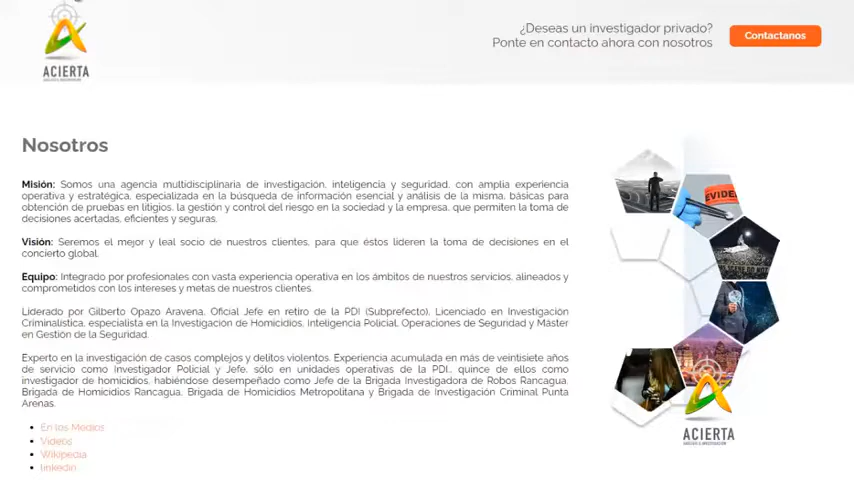 ACIERTA
¿Deseas un investigador privado?
Ponte en contacto ahora con nosotros
Contactanos
Nosotros
Misión: Somos una agencia multidisciplinaria de investigación, inteligencia y seguridad, con amplia experiencia
operativa y estratégica, especializada en la búsqueda de información esencial y análisis de la misma, básicas para
obtención de pruebas en litigios, la gestión y control del riesgo en la sociedad y la empresa, que permiten la toma de
decisiones acertadas, eficientes y seguras.
Visión: Seremos el mejor y leal socio de nuestros clientes, para que éstos lideren la toma de decisiones en el
concierto global.
Equipo: Integrado por profesionales con vasta experiencia operativa en los ámbitos de nuestros servicios, alineados y
comprometidos con los intereses y metas de nuestros clientes.
Liderado por Gilberto Opazo Aravena, Oficial Jefe en retiro de la PDI (Subprefecto), Licenciado en Investigación
Criminalística, especialista en la Investigación de Homicidios, Inteligencia Policial, Operaciones de Seguridad y Máster
en Gestión de la Seguridad.
Experto en la investigación de casos complejos y delitos violentos. Experiencia acumulada en más de veintisiete años
de servicio como Investigador Policial y Jefe, sólo en unidades operativas de la PDI., quince de ellos como
investigador de homicidios, habiéndose desempeñado como Jefe de la Brigada Investigadora de Robos Rancagua,
Brigada de Homicidios Rancagua, Brigada de Homicidios Metropolitana y Brigada de Investigación Criminal Punta
Arenas.
En los Medios
Videos
Wikipedia
linkedin
EVIDE
ACIERTA